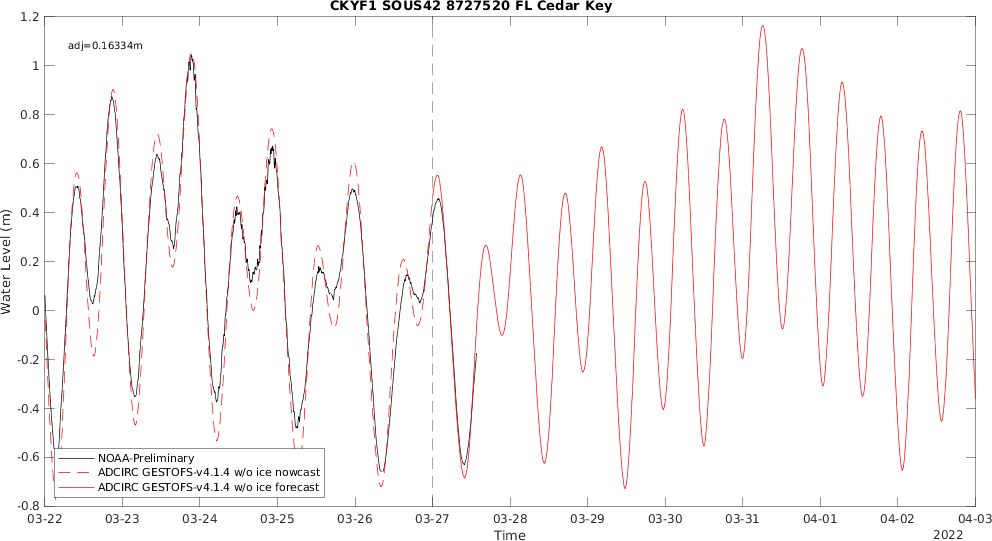 CKYF1 SOUS42 8727520 FL Cedar Key
adj=0.16334m
1.2
1
0.8
0.6
0.4
0.2
0
-0.2
-0.4
-0.6
-0.8
Water Level (m)
NOAA-Preliminary
ADCIRC GESTOFS-v4.1.4 w/o ice nowcast
ADCIRC GESTOFS-v4.1.4 w/o ice forecast
03-22 03-23 03-24 03-25 03-26 03-27 03-28 03-29 03-30 03-31 04-01 04-02 04-03
Time
2022